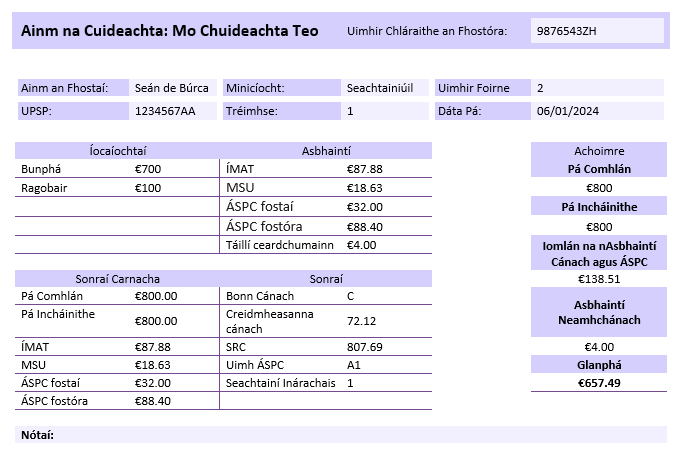 Ainm na Cuideachta: Mo Chuideachta Teo Uimhir Chláraithe an Fhostóra: 9876543ZH
Ainm an Fhostaí: Seán de Búrca Minicíocht: Seachtainiúil Uimhir Foirne 2
UPSP: 1234567AA Tréimhse: 1 Dáta Pá: 06/01/2024
Íocaíochtaí Asbhaintí Achoimre
Bunphá €700 ÍMAT €87.88 Pá Comhlán
Ragobair €100 MSU €18.63 €800
ÁSPC fostaí €32.00 Pá Incháinithe
ÁSPC fostóra €88.40 €800
Táillí ceardchumainn €4.00 Iomlán na nAsbhaintí
Cánach agus ÁSPC
Sonraí Carnacha Sonraí €138.51
Pá Comhlán €800.00 Bonn Cánach C Asbhaintí
Pá Incháinithe €800.00 Creidmheasanna 72.12 Neamhchánach
cánach
ÍMAT €87.88 SRC 807.69 €4.00
MSU €18.63 Uimh ÁSPC A1 Glanphá
ÁSPC fostaí €32.00 Seachtainí Inárachais 1 €657.49
ÁSPC fostóra €88.40
Nótaí: